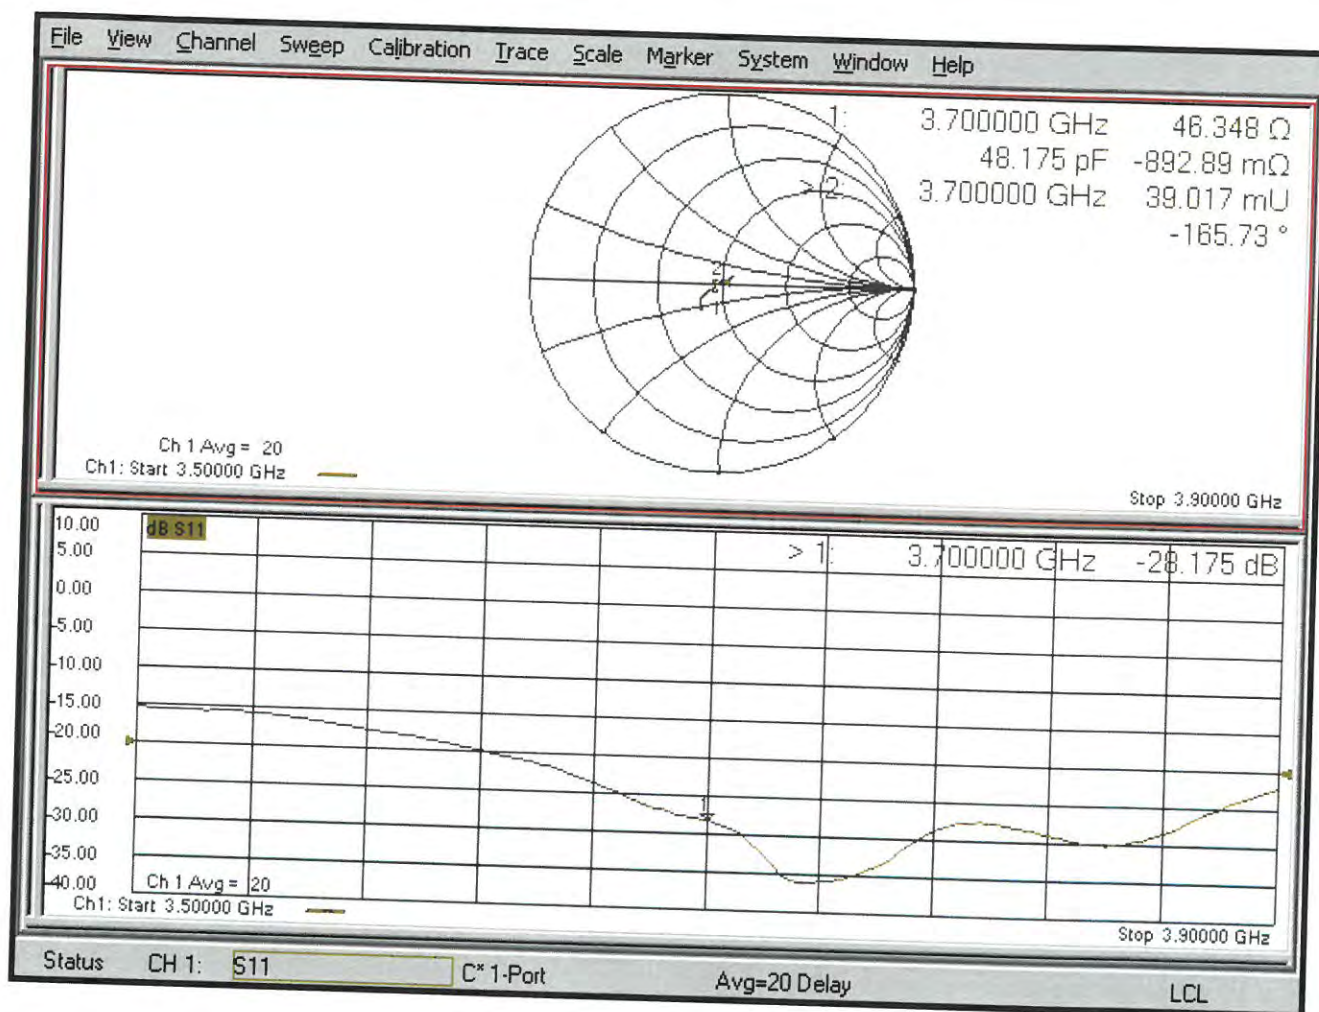 File View Channel Sweep Calibration Trace Scale Marker System Window Help
1: 3.700000 GHz 46.348 Ω
48.175 pF -892.89 mΩ
> 2: 3.700000 GHz 39.017 mU
-165.73 °
2
1
Ch 1 Avg = 20
Ch1: Start 3.50000 GHz
Stop 3.90000 GHz
10.00
dB S11
> 1: 3.700000 GHz -28.175 dB
5.00
0.00
-5.00
-10.00
-15.00
-20.00
-25.00
1
-30.00
-35.00
-40.00
Ch 1 Avg = 20
Ch1: Start 3.50000 GHz
Stop 3.90000 GHz
Status CH 1: S11 C* 1-Port Avg=20 Delay LCL